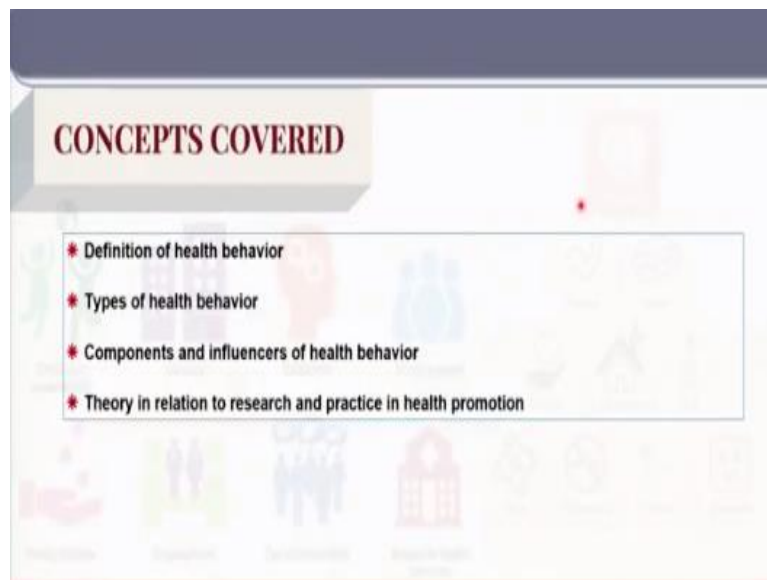 CONCEPTS COVERED
* Definition of health behavior
* Types of health behavior
* Components and influencers of health behavior
* Theory in relation to research and practice in health promotion